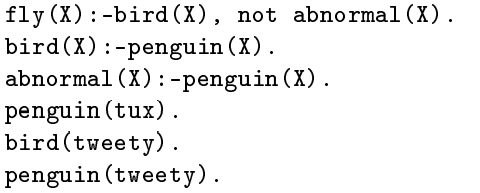 fly(X):-bird(X), not abnormal(X).
bird(X):-penguin(X).
abnormal(X):-penguin(X).
penguin(tux).
bird(tweety).
penguin(tweety).